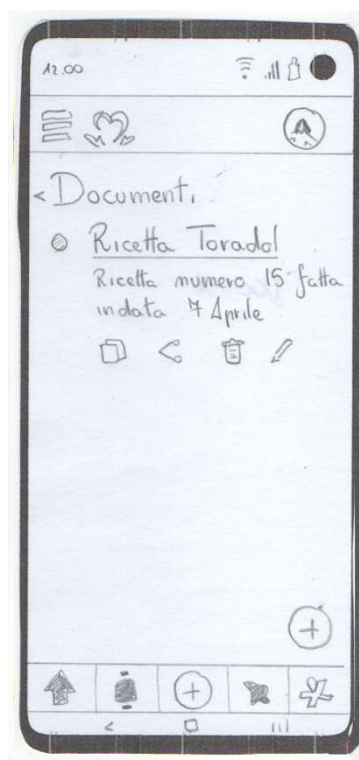 12.00
< Documenti
Ricetta Toradol
Ricetta numero 15 fatta
in data 7 Aprile